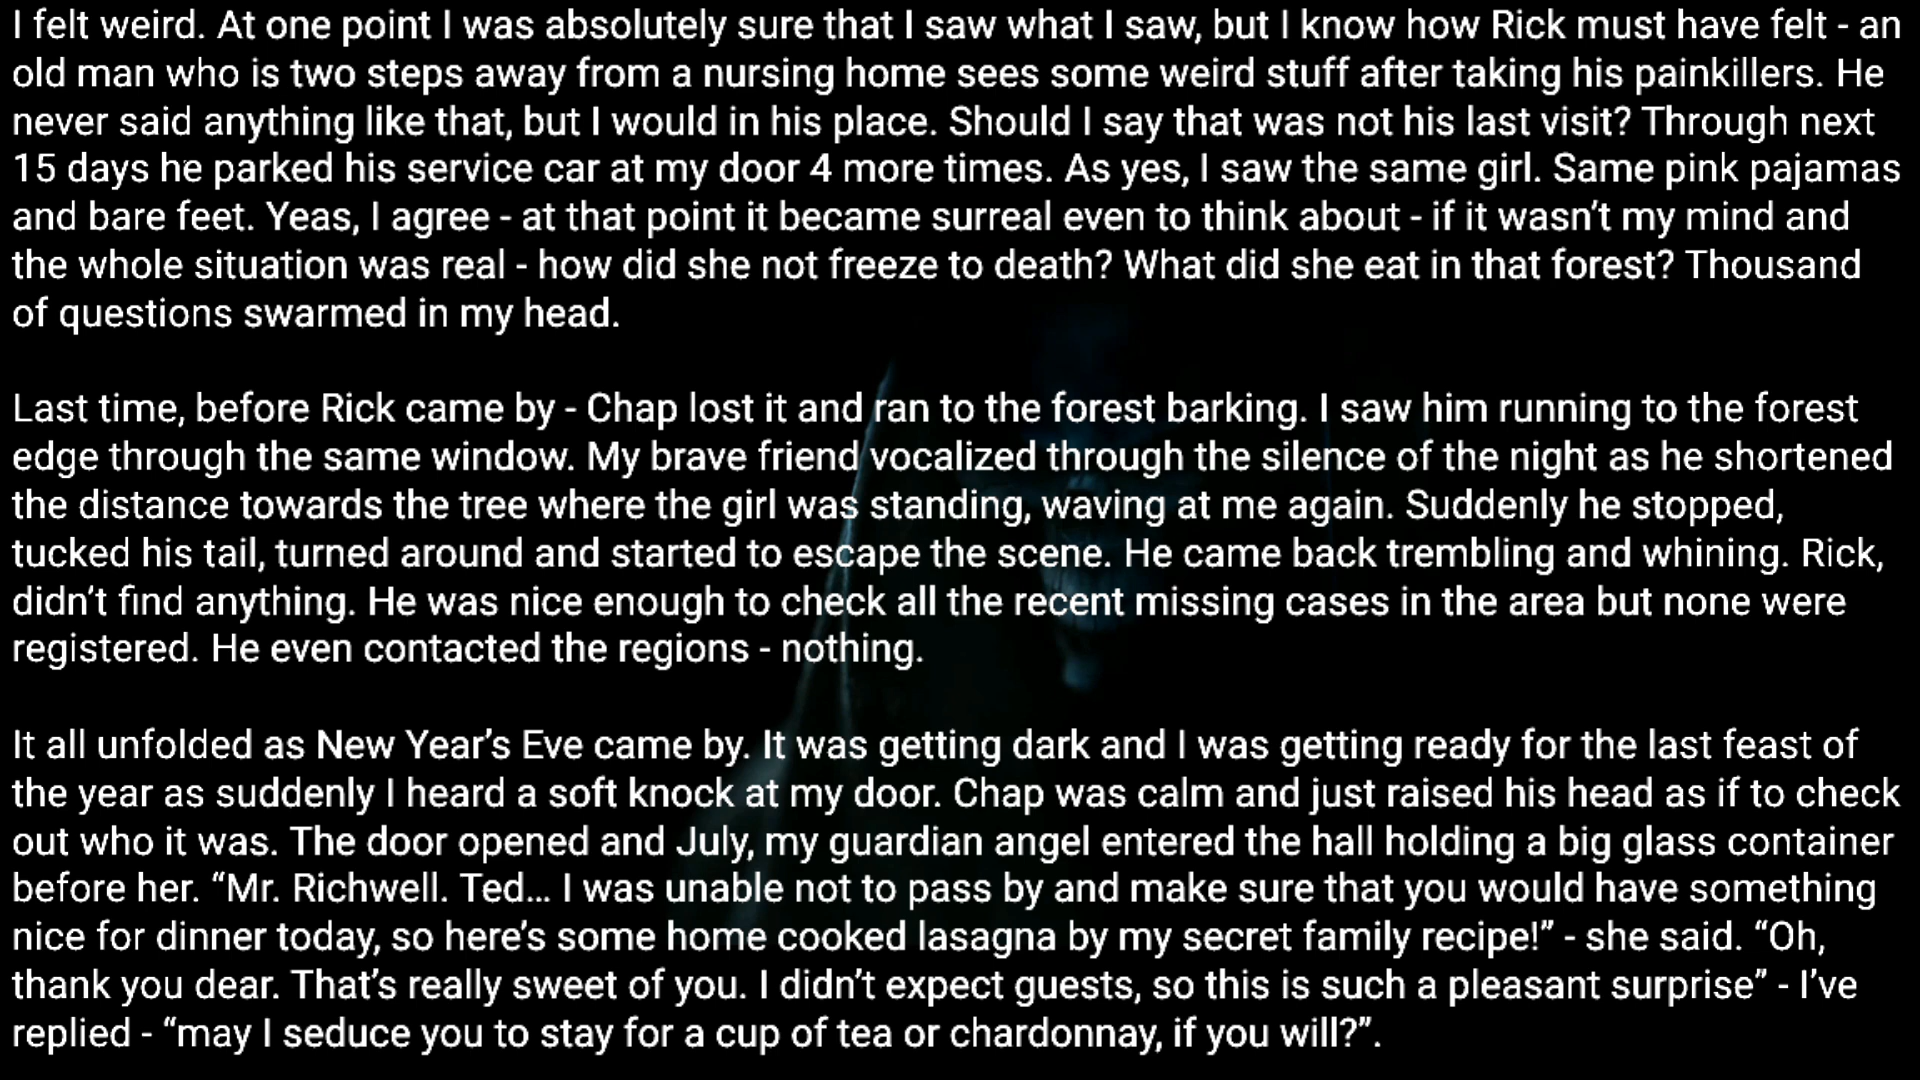 I felt weird. At one point I was absolutely sure that I saw what I saw, but I know how Rick must have felt - an
old man who is two steps away from a nursing home sees some weird stuff after taking his painkillers. He
never said anything like that, but I would in his place. Should I say that was not his last visit? Through next
15 days he parked his service car at my door 4 more times. As yes, I saw the same girl. Same pink pajamas
and bare feet. Yeas, I agree - at that point it became surreal even to think about - if it wasn’t my mind and
the whole situation was real - how did she not freeze to death? What did she eat in that forest? Thousand
of questions swarmed in my head.
Last time, before Rick came by - Chap lost it and ran to the forest barking. I saw him running to the forest
edge through the same window. My brave friend vocalized through the silence of the night as he shortened
the distance towards the tree where the girl was standing, waving at me again. Suddenly he stopped,
tucked his tail, turned around and started to escape the scene. He came back trembling and whining. Rick,
didn’t find anything. He was nice enough to check all the recent missing cases in the area but none were
registered. He even contacted the regions - nothing.
It all unfolded as New Year’s Eve came by. It was getting dark and I was getting ready for the last feast of
the year as suddenly I heard a soft knock at my door. Chap was calm and just raised his head as if to check
out who it was. The door opened and July, my guardian angel entered the hall holding a big glass container
before her. “Mr. Richwell. Ted… I was unable not to pass by and make sure that you would have something
nice for dinner today, so here’s some home cooked lasagna by my secret family recipe!” - she said. “Oh,
thank you dear. That’s really sweet of you. I didn’t expect guests, so this is such a pleasant surprise” - I’ve
replied - “may I seduce you to stay for a cup of tea or chardonnay, if you will?”.